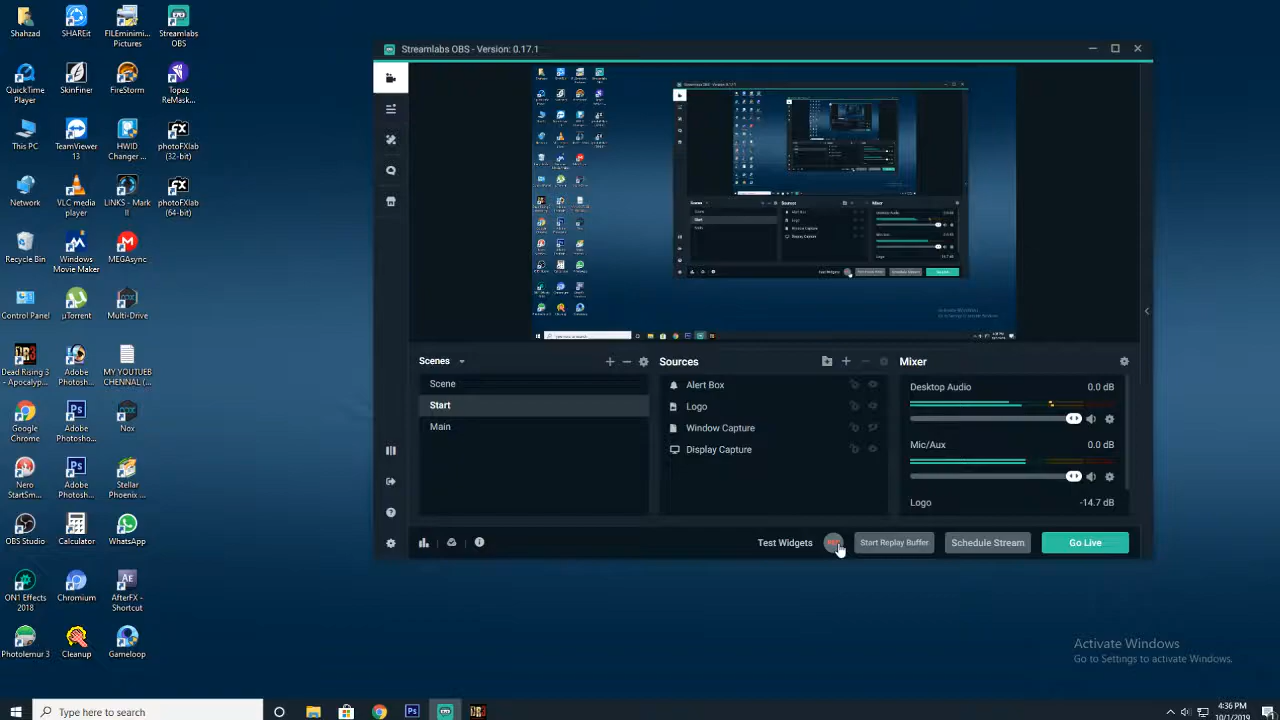 Shahzad
SHAREit
FILEminimi...
Pictures
Streamlabs
OBS
QuickTime
Player
SkinFiner
FireStorm
Topaz
ReMask...
This PC
TeamViewer
13
HWID
Changer ...
photoFXlab
(32-bit)
Network
VLC media
player
LINKS - Mark
II
photoFXlab
(64-bit)
Recycle Bin
Windows
Movie Maker
MEGAsync
Control Panel
µTorrent
Multi-Drive
Dead Rising 3
- Apocalyp...
Adobe
Photosh...
MY YOUTUEB
CHENNAL (...
Google
Chrome
Adobe
Photosho...
Nox
Nero
StartSm...
Adobe
Photosh...
Stellar
Phoenix ...
OBS Studio
Calculator
WhatsApp
ON1 Effects
2018
Chromium
AfterFX -
Shortcut
Photolemur 3
Cleanup
Gameloop
Streamlabs OBS - Version: 0.17.1
Scenes
Scene
Start
Main
Sources
Alert Box
Logo
Window Capture
Display Capture
Mixer
Desktop Audio 0.0 dB
Mic/Aux 0.0 dB
Logo -14.7 dB
Test Widgets
REC
Start Replay Buffer
Schedule Stream
Go Live
Activate Windows
Go to Settings to activate Windows.
Type here to search
4:36 PM
10/1/2019